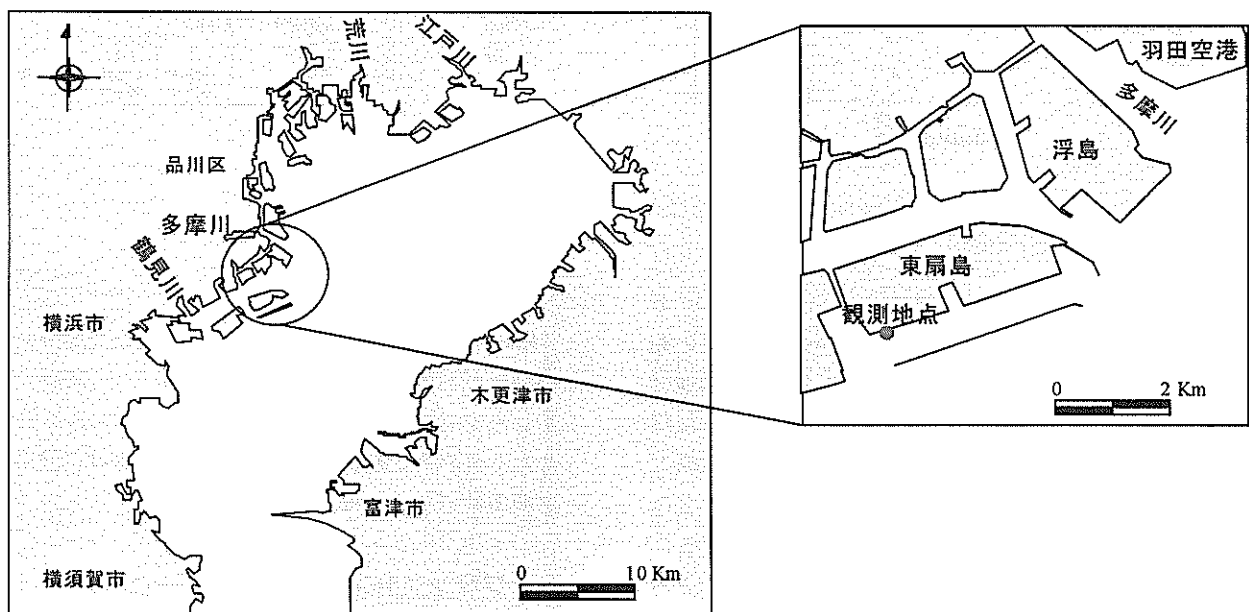 江戸川
荒川
品川区
多摩川
鶴見川
横浜市
木更津市
富津市
横須賀市
0 10 Km
羽田空港
多摩川
浮島
東扇島
観測地点
0 2 Km